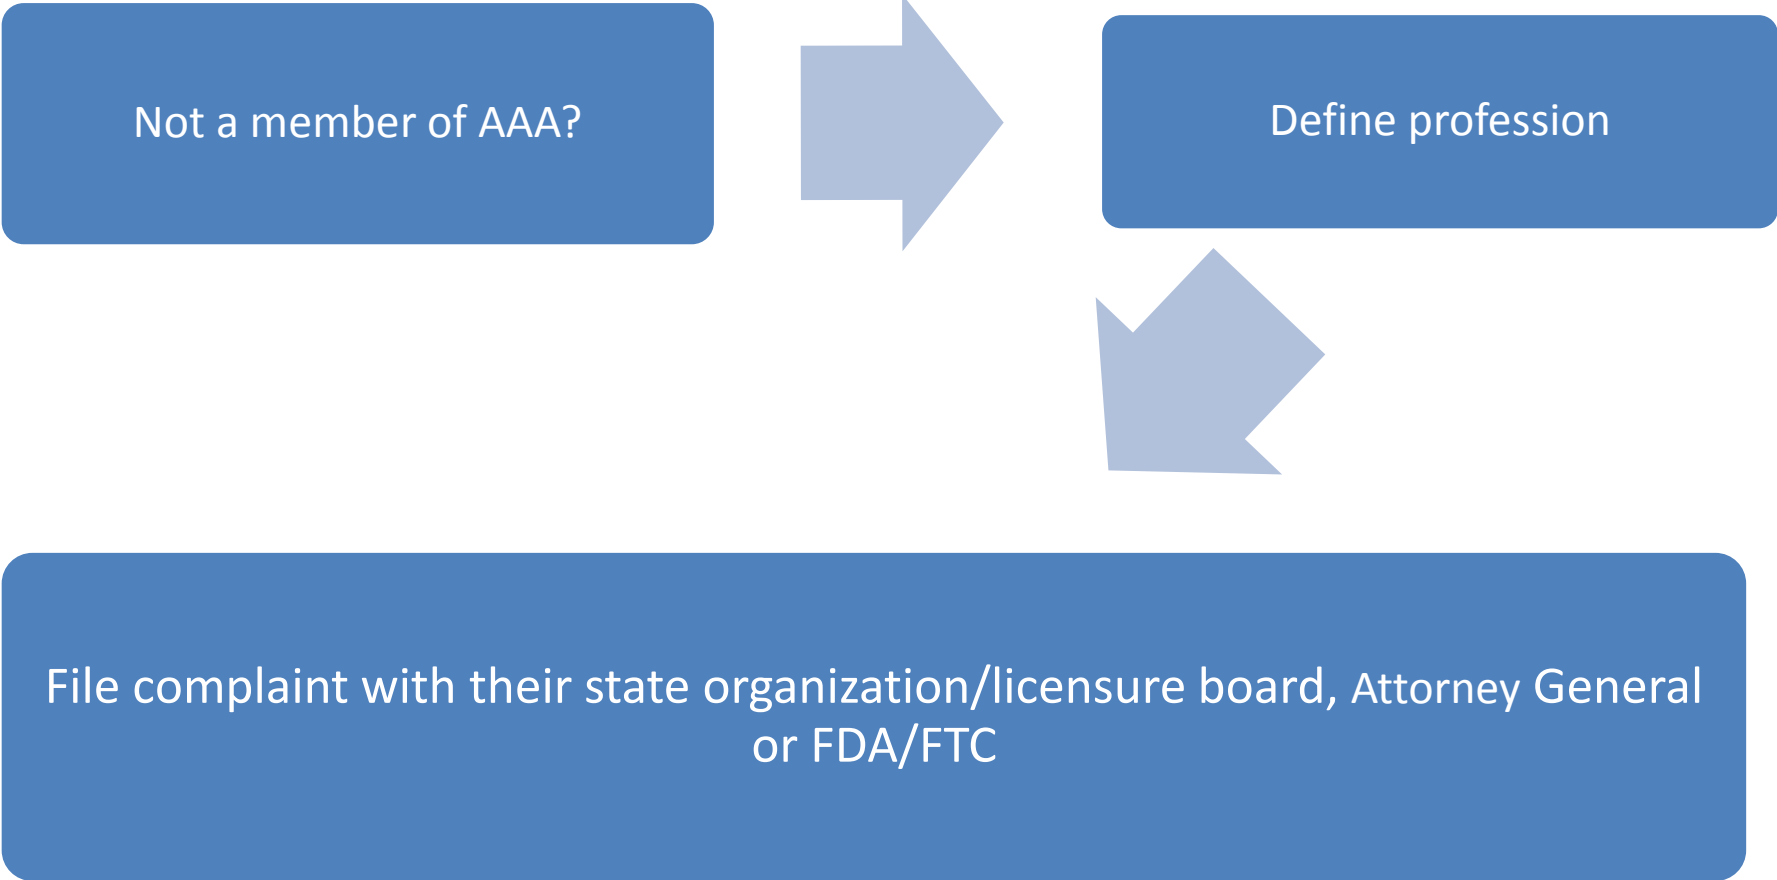 Not a member of AAA?
Define profession
File complaint with their state organization/licensure board, Attorney General
or FDA/FTC